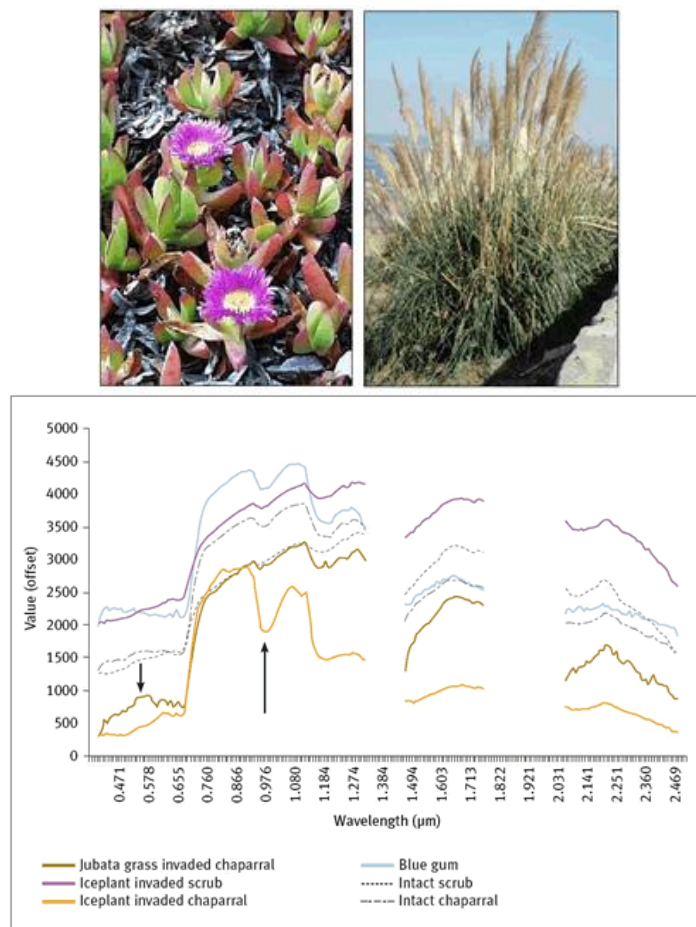 5000
4500
4000
3500
3000
2500
2000
1500
1000
500
0
Value (offset)
0.471 0.578 0.655 0.760 0.866 0.976 1.080 1.184 1.274 1.384 1.494 1.603 1.713 1.822 1.921 2.031 2.141 2.251 2.360 2.469
Wavelength (µm)
Jubata grass invaded chaparral
Iceplant invaded scrub
Iceplant invaded chaparral
Blue gum
Intact scrub
Intact chaparral